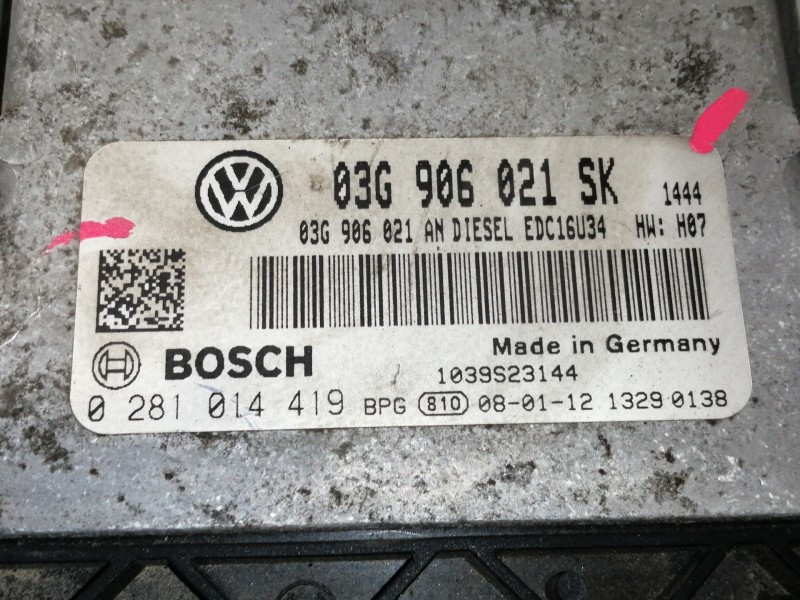 03G 906 021 SK 1444
03G 906 021 AN DIESEL EDC16U34 HW: H07
BOSCH
Made in Germany
1039S23144
0 281 014 419 BPG 810 08-01-12 1329 0138